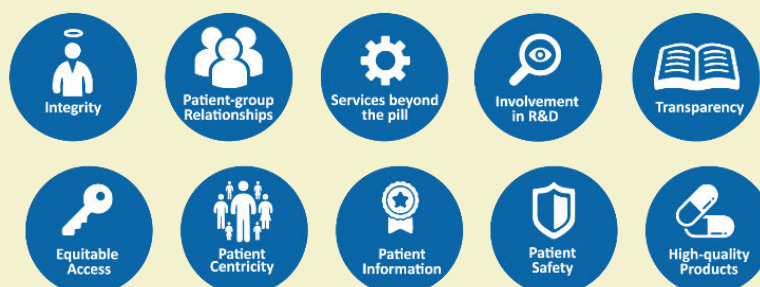 Integrity
Patient-group
Relationships
Services beyond
the pill
Involvement
in R&D
Transparency
Equitable
Access
Patient
Centricity
Patient
Information
Patient
Safety
High-quality
Products